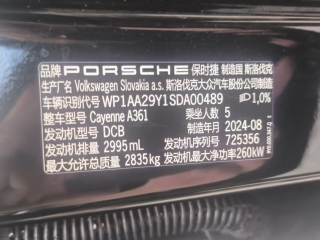 品牌 PORSCHE 保时捷 制造国 斯洛伐克
生产厂名 Volkswagen Slovakia a.s. 斯洛伐克大众汽车股份公司
车辆识别代号 WP1AA29Y1SDA00489 1,0%
整车型号 Cayenne A361 乘坐人数 5
发动机型号 DCB 制造年月 2024-08
发动机排量 2995mL 发动机号 725356
最大允许总质量 2835kg 发动机最大净功率 260kW